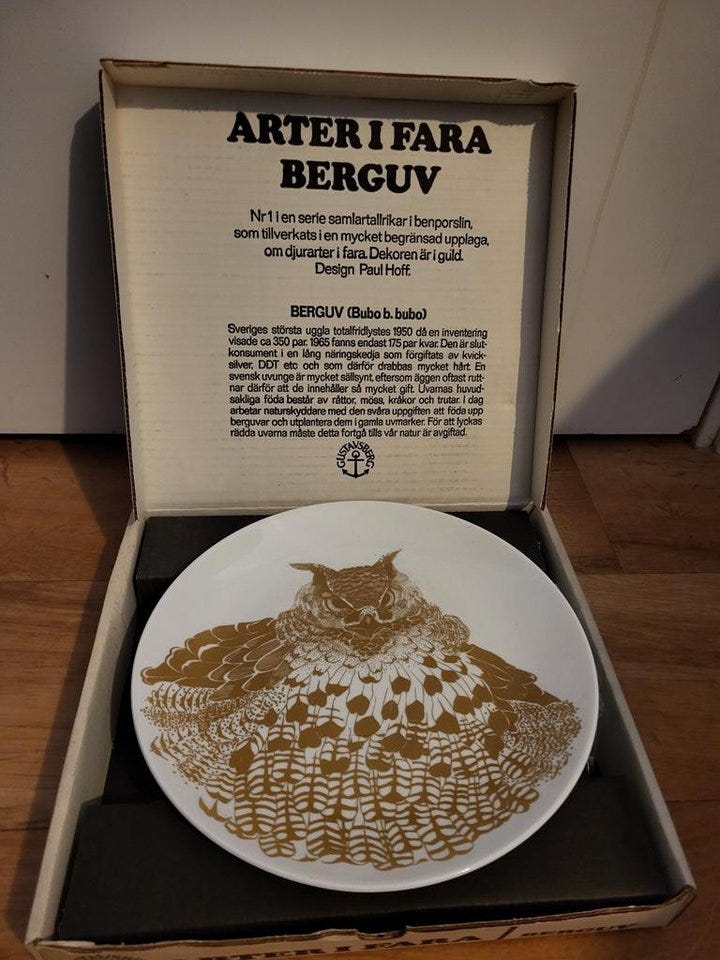 ARTER I FARA
BERGUV
Nr 1 i en serie samlartallrikar i benporslin,
som tillverkats i en mycket begränsad upplaga,
om djurarter i fara. Dekoren är i guld.
Design Paul Hoff.
BERGUV (Bubo b. bubo)
Sveriges största uggla totalfridlystes 1950 då en inventering
visade ca 350 par. 1965 fanns endast 175 par kvar. Den är slut-
konsument i en lång näringskedja som förgiftats av kvick-
silver, DDT etc och som därför drabbas mycket hårt. En
svensk uvunge är mycket sällsynt, eftersom äggen oftast rutt-
nar därför att de innehåller så mycket gift. Uvarnas huvud-
sakliga föda består av råttor, möss, kråkor och trutar. I dag
arbetar naturskyddare med den svåra uppgiften att föda upp
berguvar och utplantera dem i gamla uvmarker. För att lyckas
rädda uvarna måste detta fortgå tills vår natur är avgiftad.
GUSTAVSBERG
ARTER I FARA / BERGUV